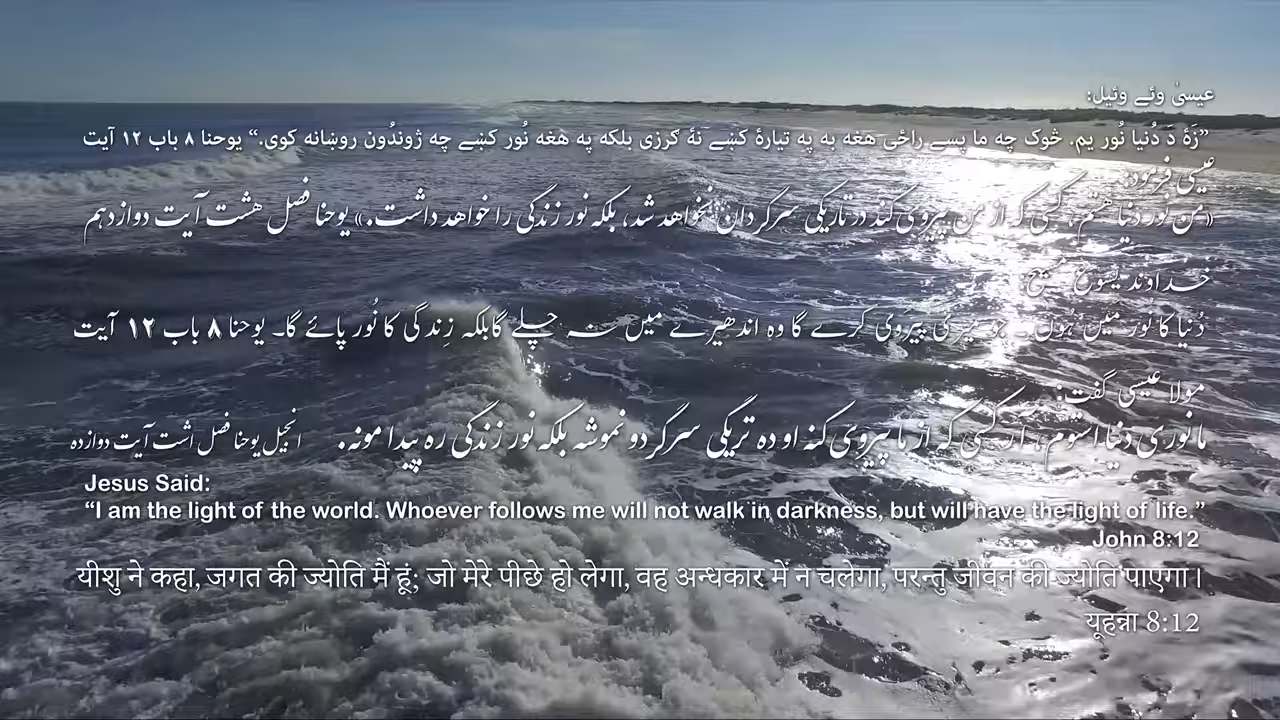 عیسیٰ وئے وئیل:
”زَۀ دَ دُنیا نُور یم. څوک چه ما پسے راځی هغه به په تیارۀ کښے نۀ ګرزی بلکه په هغه نُور کښے چه ژوندُون روښانه کوی.“ یوحنا ۸ باب ۱۲ آیت
عیسی فرمود:
«من نور دنیا هستم، کسی که از من پیروی کند در تاریکی سرگردان نخواهد شد، بلکه نور زندگی را خواهد داشت.» یوحنا فصل هشت آیت دوازدهم
خداوند یسوع مسیح:
دُنیا کا نُور میں ہُوں۔ جو میری پیروی کرے گا وہ اندھیرے میں نہ چلے گا بلکہ زِندگی کا نُور پائے گا۔ یوحنا ۸ باب ۱۲ آیت
مولا عیسی گفت:
ما نوری دنیا استوم، آر کسی که از ما پیروی کنه او ده تریگی سرگردو نموشه بلکه نور زندگی ره پیدا مونه. انجیل یوحنا فصل اشت آیت دوازده
Jesus Said:
“I am the light of the world. Whoever follows me will not walk in darkness, but will have the light of life.”
John 8:12
यीशु ने कहा, जगत की ज्योति मैं हूं; जो मेरे पीछे हो लेगा, वह अन्धकार में न चलेगा, परन्तु जीवन की ज्योति पाएगा।
यूहन्ना 8:12